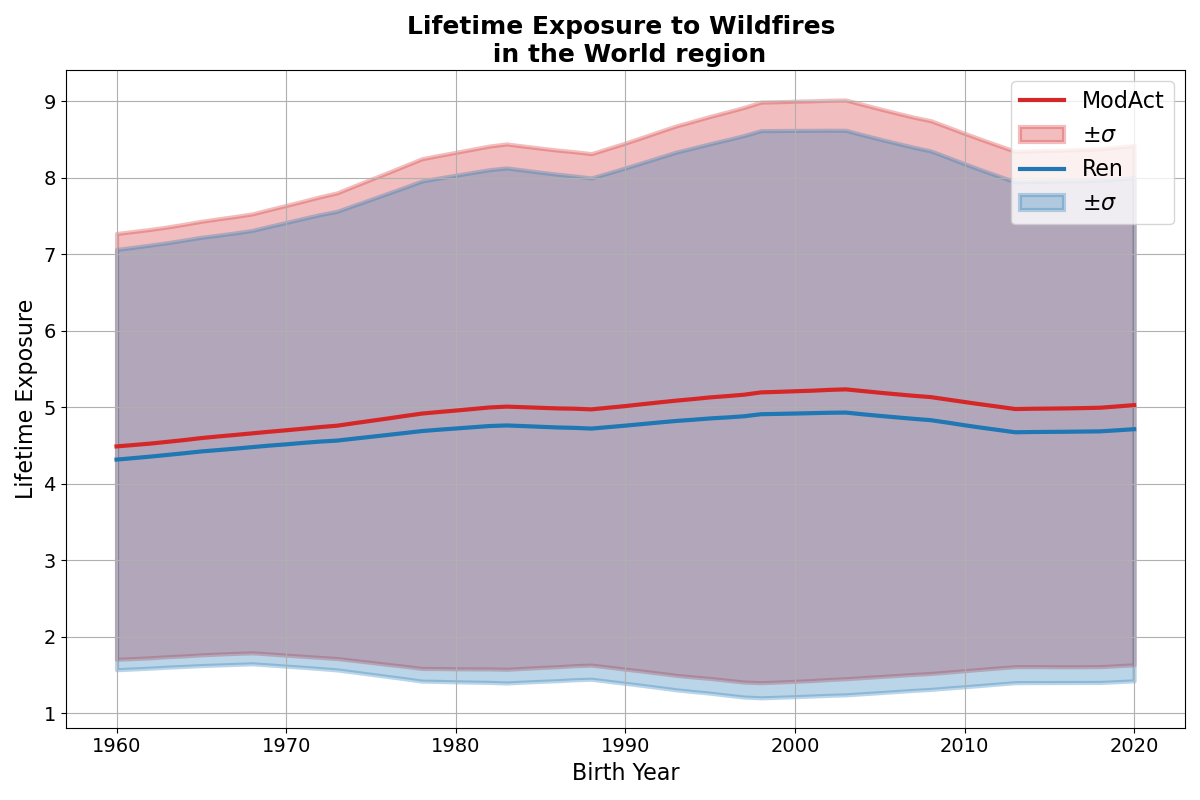 Lifetime Exposure to Wildfires
in the World region
ModAct
±σ
Ren
±σ
Lifetime Exposure
9
8
7
6
5
4
3
2
1
1960 1970 1980 1990 2000 2010 2020
Birth Year